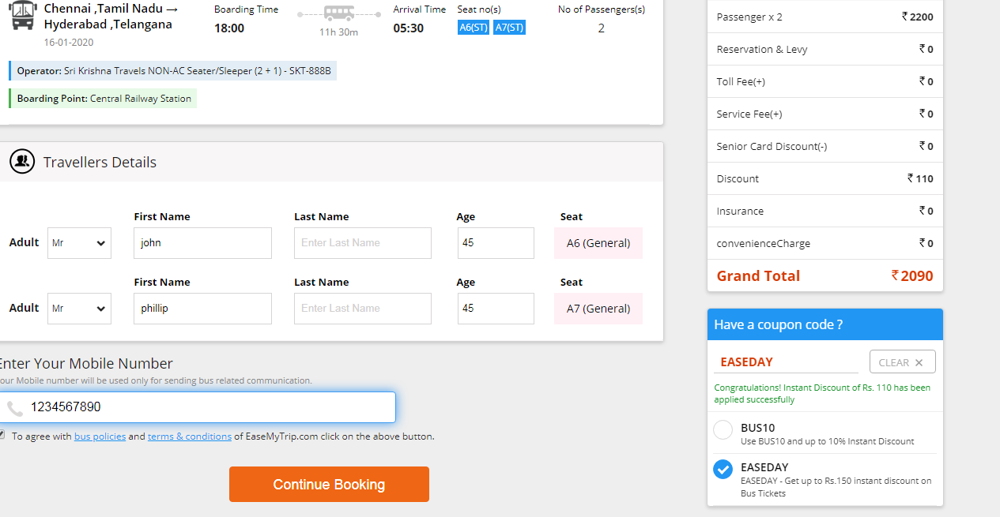 Chennai ,Tamil Nadu →
Hyderabad ,Telangana
16-01-2020
Boarding Time
18:00
11h 30m
Arrival Time
05:30
Seat no(s)
A6(ST) A7(ST)
No of Passengers(s)
2
Operator: Sri Krishna Travels NON-AC Seater/Sleeper (2 + 1) - SKT-888B
Boarding Point: Central Railway Station
Travellers Details
First Name Last Name Age Seat
Adult Mr john Enter Last Name 45 A6 (General)
First Name Last Name Age Seat
Adult Mr phillip Enter Last Name 45 A7 (General)
Enter Your Mobile Number
our Mobile number will be used only for sending bus related communication.
1234567890
To agree with bus policies and terms & conditions of EaseMyTrip.com click on the above button.
Continue Booking
Passenger x 2 ₹ 2200
Reservation & Levy ₹ 0
Toll Fee(+) ₹ 0
Service Fee(+) ₹ 0
Senior Card Discount(-) ₹ 0
Discount ₹ 110
Insurance ₹ 0
convenienceCharge ₹ 0
Grand Total ₹ 2090
Have a coupon code ?
EASEDAY CLEAR ✕
Congratulations! Instant Discount of Rs. 110 has been
applied successfully
BUS10
Use BUS10 and up to 10% Instant Discount
EASEDAY
EASEDAY - Get up to Rs.150 instant discount on
Bus Tickets